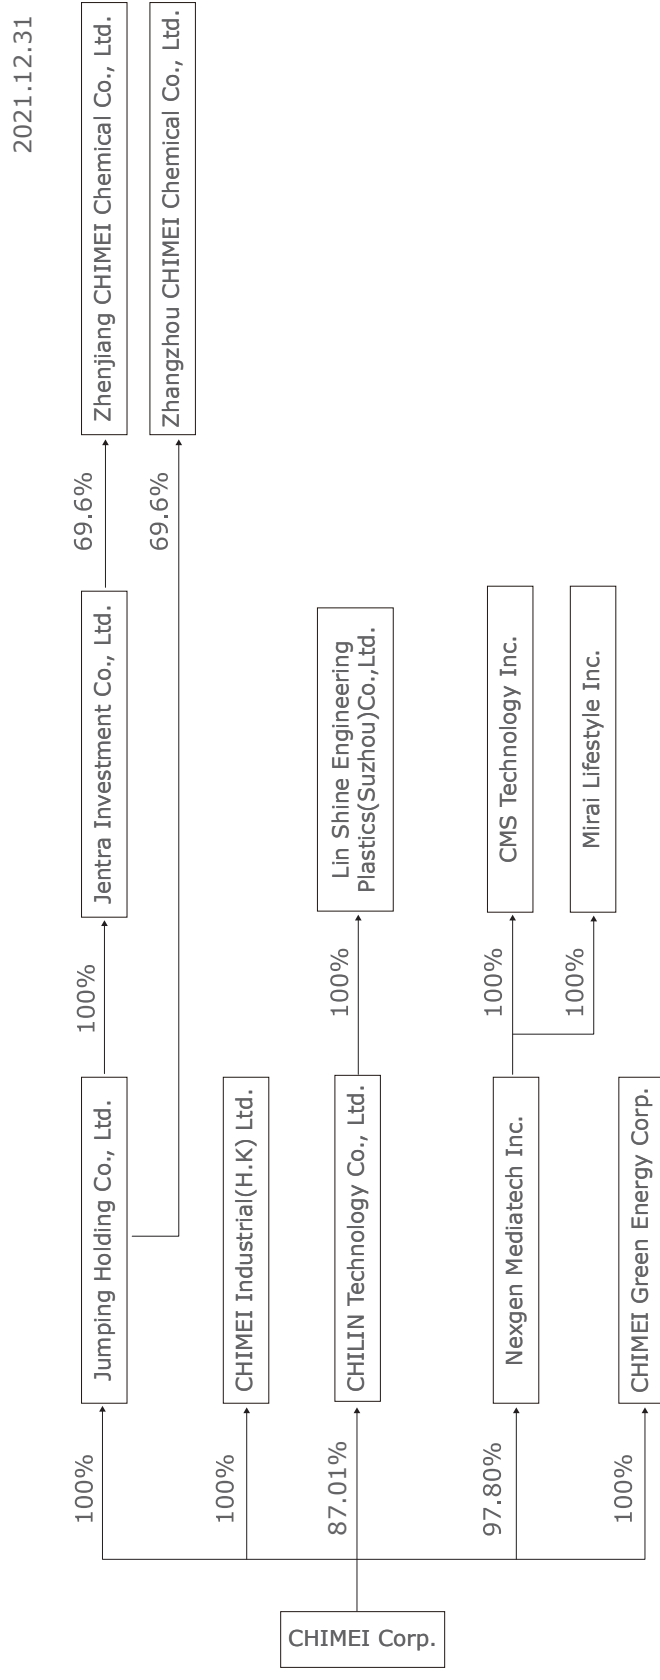 2021.12.31
CHIMEI Corp.
100%
Jumping Holding Co., Ltd.
100%
Jentra Investment Co., Ltd.
69.6%
Zhenjiang CHIMEI Chemical Co., Ltd.
69.6%
Zhangzhou CHIMEI Chemical Co., Ltd.
100%
CHIMEI Industrial(H.K) Ltd.
87.01%
CHILIN Technology Co., Ltd.
100%
Lin Shine Engineering
Plastics(Suzhou)Co.,Ltd.
97.80%
Nexgen Mediatech Inc.
100%
CMS Technology Inc.
100%
Mirai Lifestyle Inc.
100%
CHIMEI Green Energy Corp.